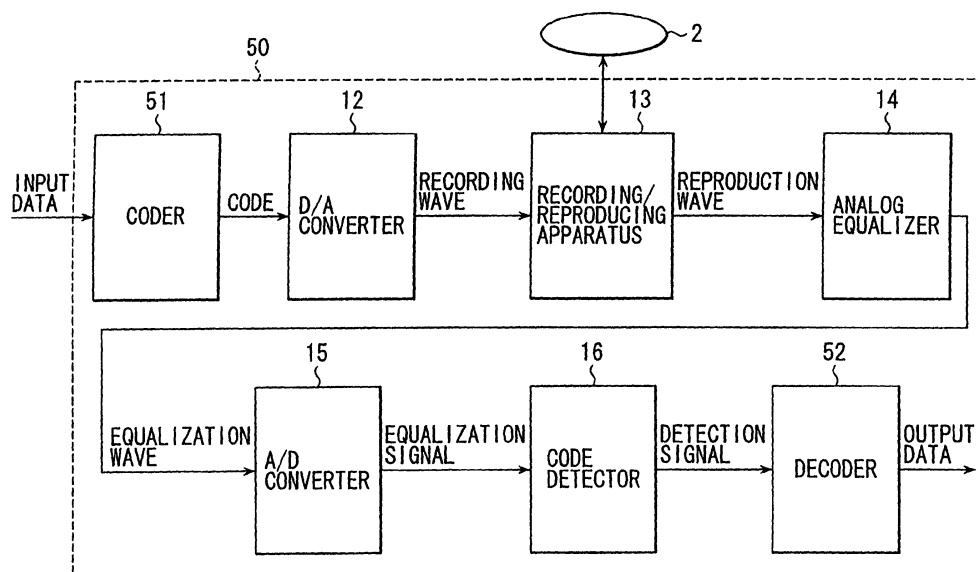 2
50
51
12
13
14
INPUT
DATA
CODER
CODE
D/A
CONVERTER
RECORDING
WAVE
RECORDING/
REPRODUCING
APPARATUS
REPRODUCTION
WAVE
ANALOG
EQUALIZER
15
16
52
EQUALIZATION
WAVE
A/D
CONVERTER
EQUALIZATION
SIGNAL
CODE
DETECTOR
DETECTION
SIGNAL
DECODER
OUTPUT
DATA